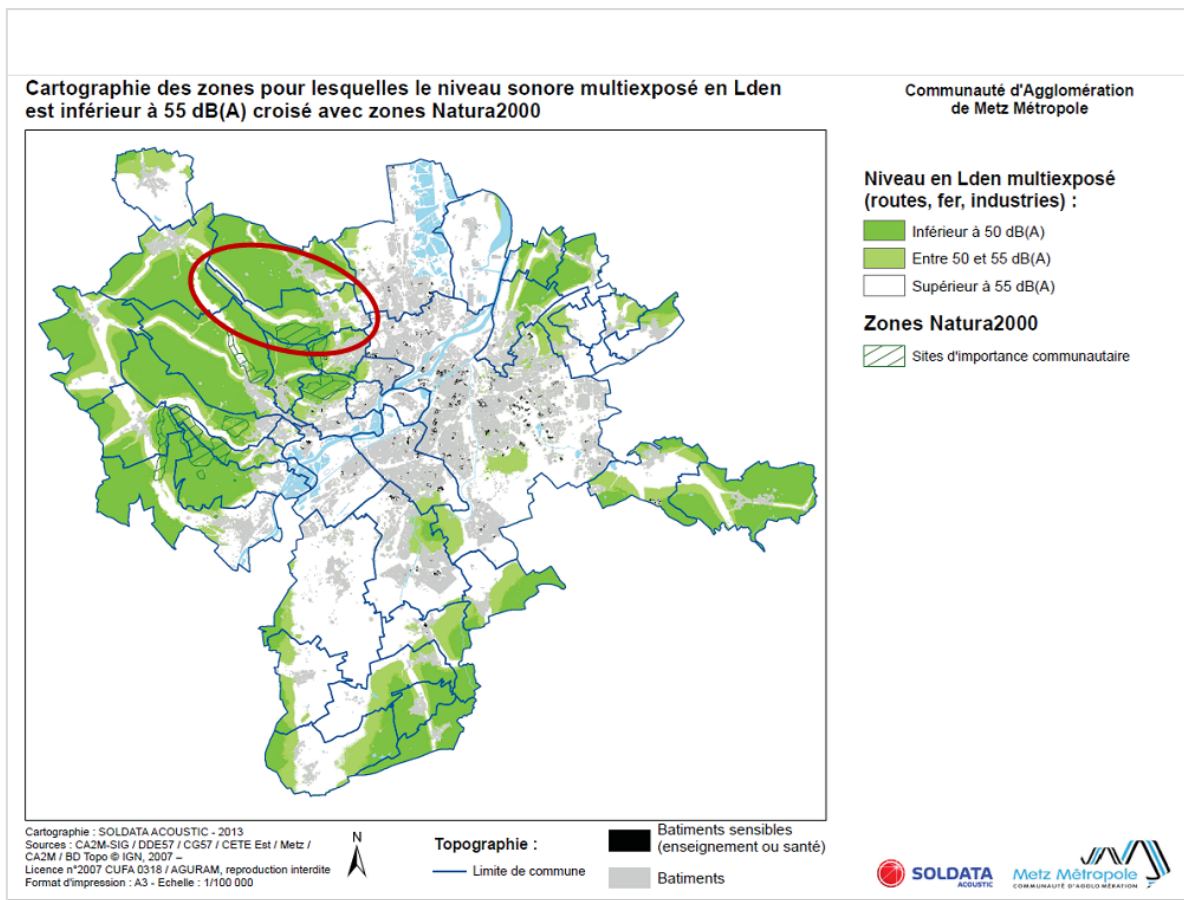 Cartographie des zones pour lesquelles le niveau sonore multiexposé en Lden
est inférieur à 55 dB(A) croisé avec zones Natura2000
Communauté d'Agglomération
de Metz Métropole
Niveau en Lden multiexposé
(routes, fer, industries) :
Inférieur à 50 dB(A)
Entre 50 et 55 dB(A)
Supérieur à 55 dB(A)
Zones Natura2000
Sites d'importance communautaire
Cartographie : SOLDATA ACOUSTIC - 2013
Sources : CA2M-SIG / DDE57 / CG57 / CETE Est / Metz /
CA2M / BD Topo © IGN, 2007 –
Licence n°2007 CUFA 0318 / AGURAM, reproduction interdite
Format d'impression : A3 - Echelle : 1/100 000
N
Topographie :
Limite de commune
Batiments sensibles
(enseignement ou santé)
Batiments
SOLDATA
ACOUSTIC
Metz Métropole
COMMUNAUTÉ D'AGGLOMÉRATION